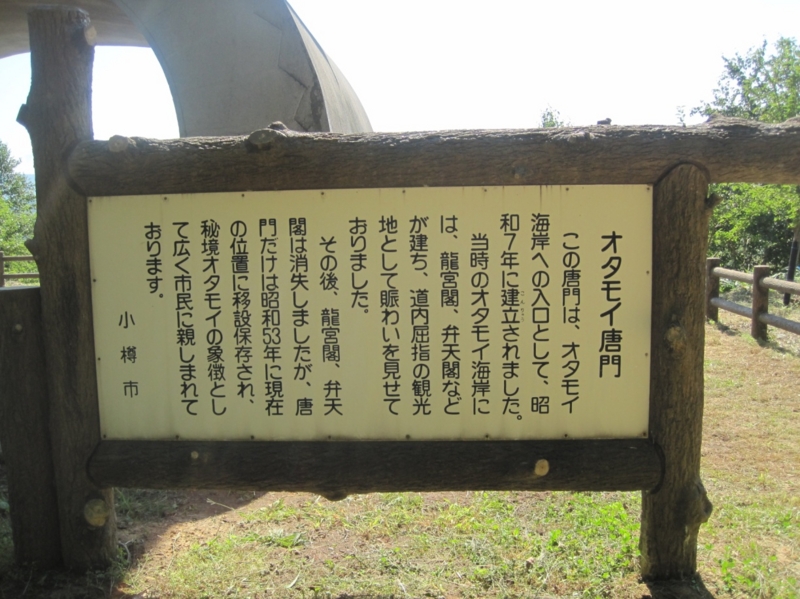 オタモイ唐門
この唐門は、オタモイ
海岸への入口として、昭
和7年に建立されました。
当時のオタモイ海岸に
は、龍宮閣、弁天閣など
が建ち、道内屈指の観光
地として賑わいを見せて
おりました。
その後、龍宮閣、弁天
閣は消失しましたが、唐
門だけは昭和53年に現在
の位置に移設保存され、
秘境オタモイの象徴とし
て広く市民に親しまれて
おります。
小樽市